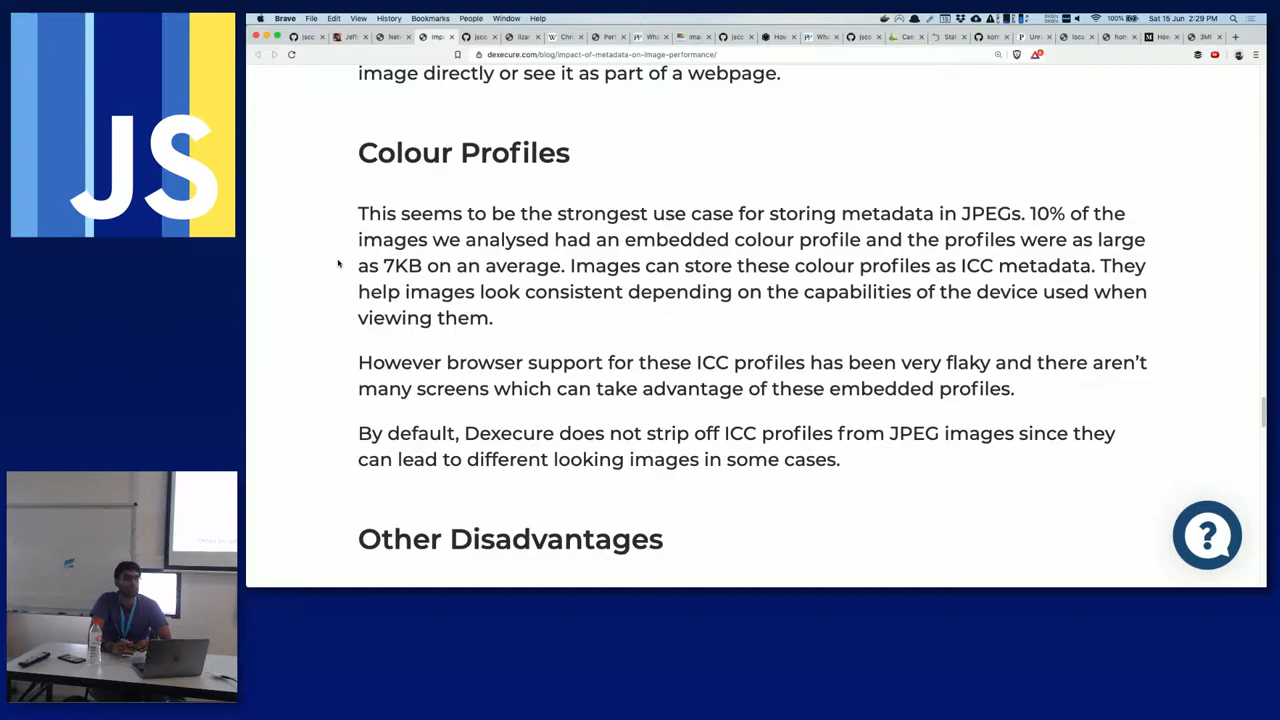 JS
Brave File Edit View History Bookmarks People Window Help
100% Sat 15 Jun 2:29 PM
dexecure.com/blog/impact-of-metadata-on-image-performance/
image directly or see it as part of a webpage.
Colour Profiles
This seems to be the strongest use case for storing metadata in JPEGs. 10% of the
images we analysed had an embedded colour profile and the profiles were as large
as 7KB on an average. Images can store these colour profiles as ICC metadata. They
help images look consistent depending on the capabilities of the device used when
viewing them.
However browser support for these ICC profiles has been very flaky and there aren't
many screens which can take advantage of these embedded profiles.
By default, Dexecure does not strip off ICC profiles from JPEG images since they
can lead to different looking images in some cases.
Other Disadvantages
?